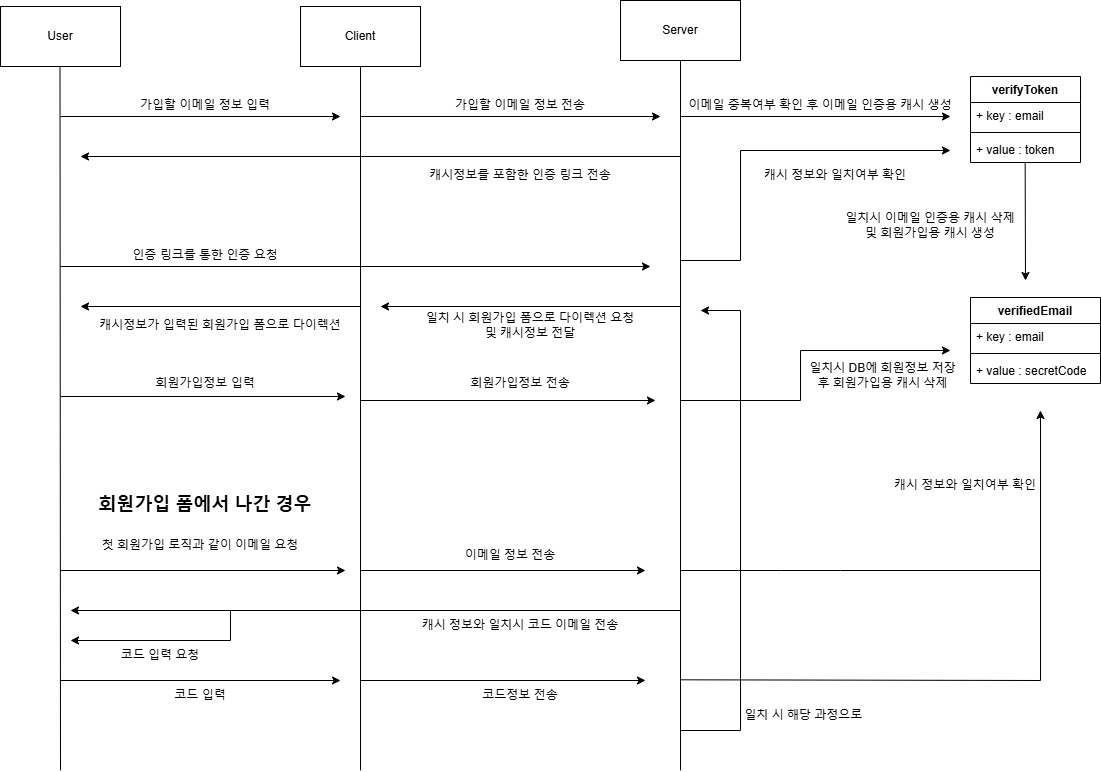 User
Client
Server
가입할 이메일 정보 입력
가입할 이메일 정보 전송
이메일 중복여부 확인 후 이메일 인증용 캐시 생성
verifyToken
+ key : email
+ value : token
캐시정보를 포함한 인증 링크 전송
캐시 정보와 일치여부 확인
일치시 이메일 인증용 캐시 삭제
및 회원가입용 캐시 생성
인증 링크를 통한 인증 요청
캐시정보가 입력된 회원가입 폼으로 다이렉션
일치 시 회원가입 폼으로 다이렉션 요청
및 캐시정보 전달
verifiedEmail
+ key : email
+ value : secretCode
회원가입정보 입력
회원가입정보 전송
일치시 DB에 회원정보 저장
후 회원가입용 캐시 삭제
캐시 정보와 일치여부 확인
회원가입 폼에서 나간 경우
첫 회원가입 로직과 같이 이메일 요청
이메일 정보 전송
캐시 정보와 일치시 코드 이메일 전송
코드 입력 요청
코드 입력
코드정보 전송
일치 시 해당 과정으로